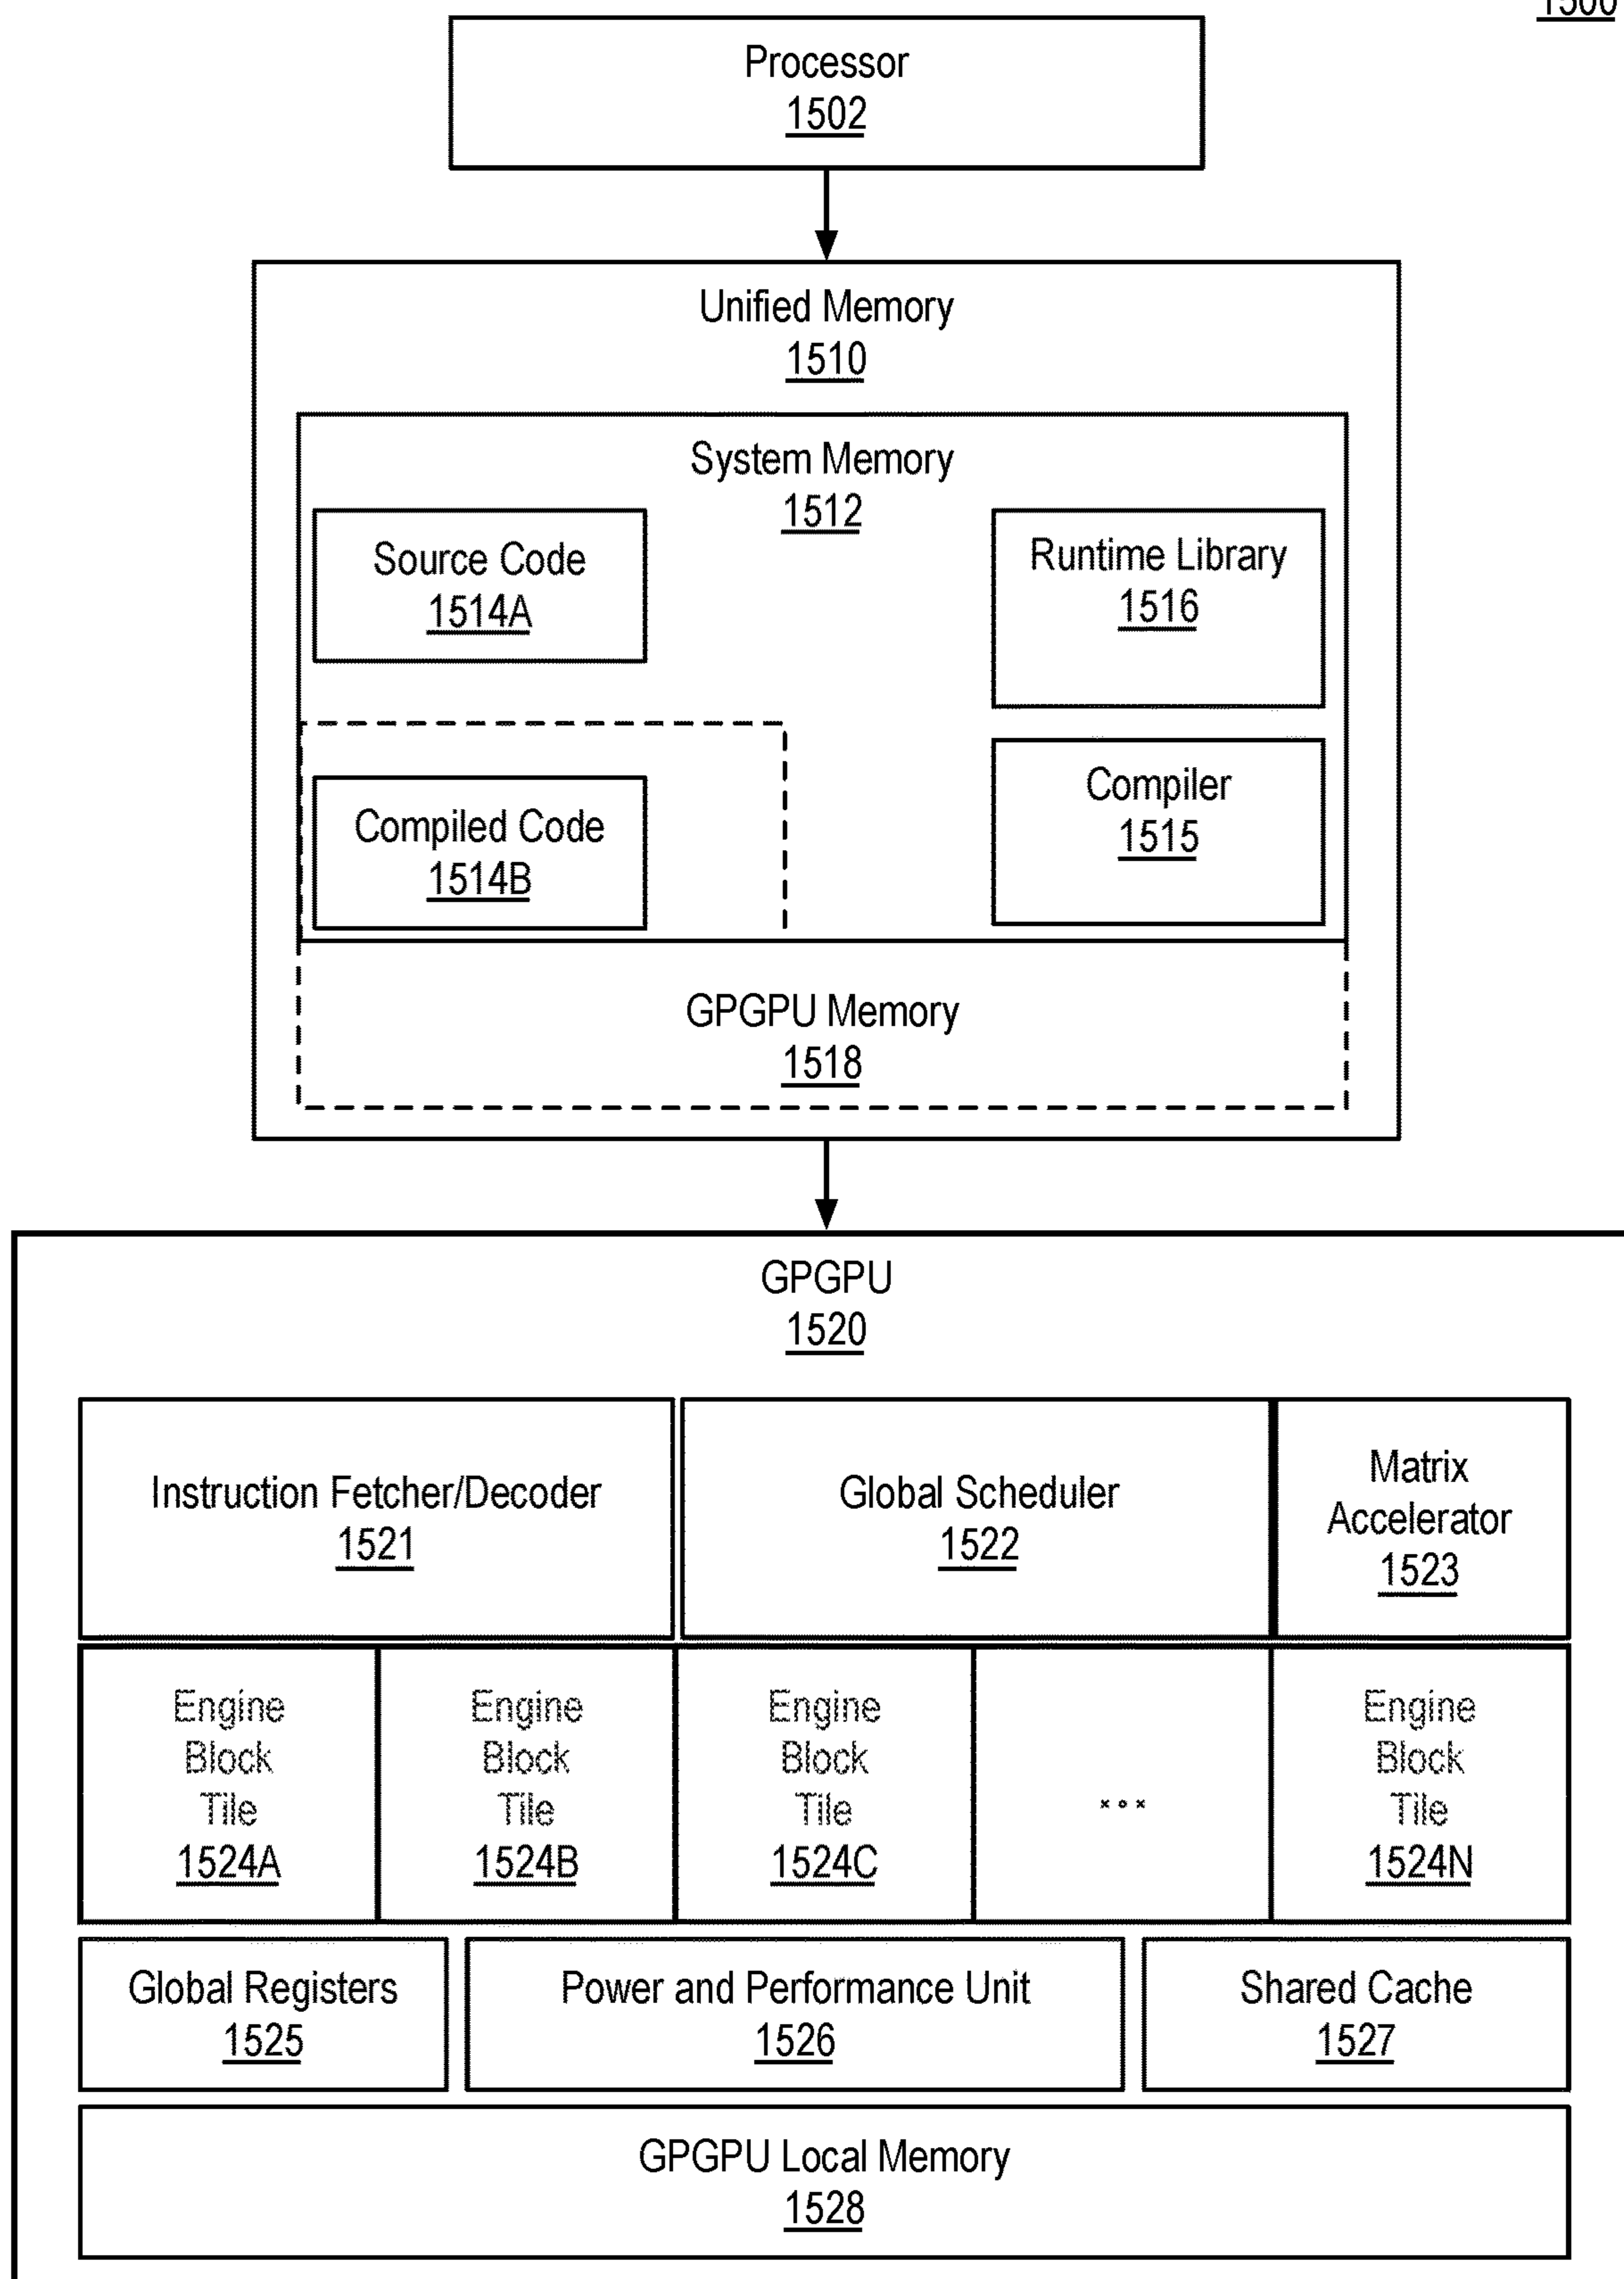 1500
Processor
1502
Unified Memory
1510
System Memory
1512
Source Code
1514A
Runtime Library
1516
Compiled Code
1514B
Compiler
1515
GPGPU Memory
1518
GPGPU
1520
Instruction Fetcher/Decoder
1521
Global Scheduler
1522
Matrix
Accelerator
1523
Engine
Block
Tile
1524A
Engine
Block
Tile
1524B
Engine
Block
Tile
1524C
...
Engine
Block
Tile
1524N
Global Registers
1525
Power and Performance Unit
1526
Shared Cache
1527
GPGPU Local Memory
1528